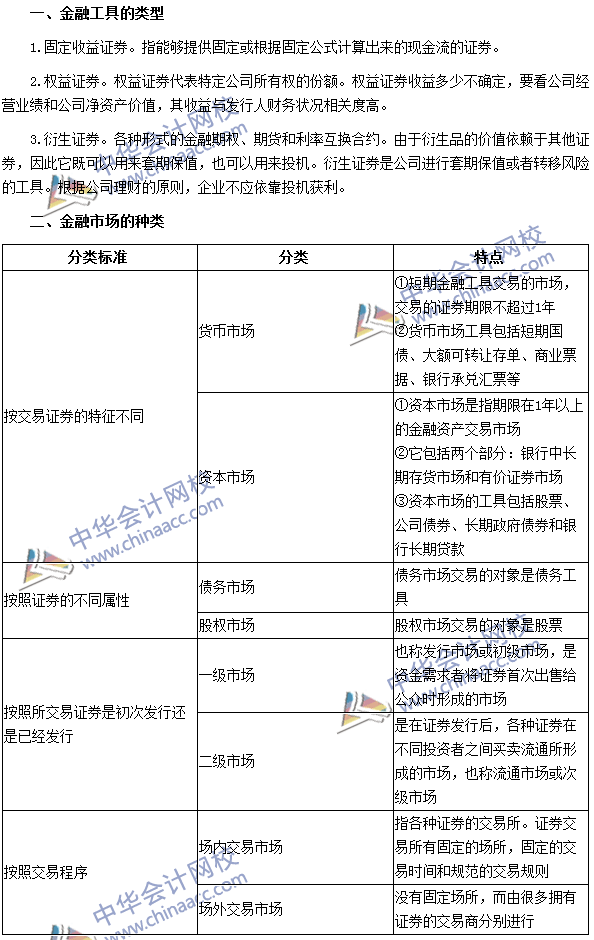 一、金融工具的类型
1.固定收益证券。指能够提供固定或根据固定公式计算出来的现金流的证券。
2.权益证券。权益证券代表特定公司所有权的份额。权益证券收益多少不确定，要看公司经
营业绩和公司净资产价值，其收益与发行人财务状况相关度高。
3.衍生证券。各种形式的金融期权、期货和利率互换合约。由于衍生品的价值依赖于其他证
券，因此它既可以用来套期保值，也可以用来投机。衍生证券是公司进行套期保值或者转移风险
的工具。根据公司理财的原则，企业不应依靠投机获利。
二、金融市场的种类
分类标准 分类 特点
按交易证券的特征不同
货币市场
①短期金融工具交易的市场，
交易的证券期限不超过1年
②货币市场工具包括短期国
债、大额可转让存单、商业票
据、银行承兑汇票等
资本市场
①资本市场是指期限在1年以上
的金融资产交易市场
②它包括两个部分：银行中长
期存货市场和有价证券市场
③资本市场的工具包括股票、
公司债券、长期政府债券和银
行长期贷款
按照证券的不同属性
债务市场
债务市场交易的对象是债务工
具
股权市场
股权市场交易的对象是股票
按照所交易证券是初次发行还
是已经发行
一级市场
也称发行市场或初级市场，是
资金需求者将证券首次出售给
公众时形成的市场
二级市场
是在证券发行后，各种证券在
不同投资者之间买卖流通所形
成的市场，也称流通市场或次
级市场
按照交易程序
场内交易市场
指各种证券的交易所。证券交
易所有固定的场所，固定的交
易时间和规范的交易规则
场外交易市场
没有固定场所，而由很多拥有
证券的交易商分别进行
中华会计网校
www.chinaacc.com
中华会计网校
www.chinaacc.com
中华会计网校
www.chinaacc.com
中华会计网校
www.chinaacc.com
中华会计网校
www.chinaacc.com